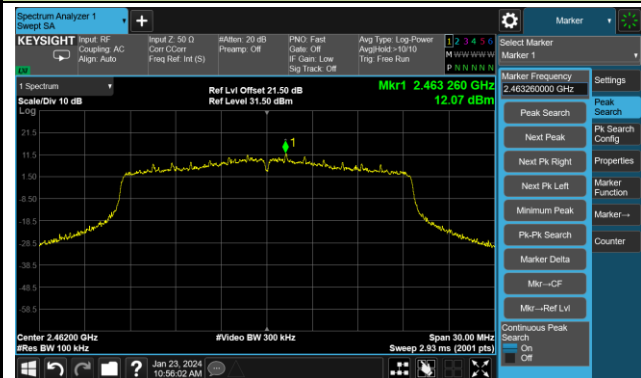 Spectrum Analyzer 1
Swept SA
Marker
KEYSIGHT
Input: RF
Coupling: AC
Align: Auto
Input Z: 50 Ω
Corr CCorr
Freq Ref: Int (S)
#Atten: 20 dB
Preamp: Off
PNO: Fast
Gate: Off
IF Gain: Low
Sig Track: Off
Avg Type: Log-Power
Avg|Hold:>10/10
Trig: Free Run
1 2 3 4 5 6
M W W W W W
P N N N N N
Select Marker
Marker 1
1 Spectrum
Scale/Div 10 dB
Log
Ref Lvl Offset 21.50 dB
Ref Level 31.50 dBm
Mkr1 2.463 260 GHz
12.07 dBm
21.5
11.5
1.50
-8.50
-18.5
-28.5
-38.5
-48.5
-58.5
1
Center 2.46200 GHz
#Res BW 100 kHz
#Video BW 300 kHz
Span 30.00 MHz
Sweep 2.93 ms (2001 pts)
Marker Frequency
2.463260000 GHz
Peak Search
Next Peak
Next Pk Right
Next Pk Left
Minimum Peak
Pk-Pk Search
Marker Delta
Mkr→CF
Mkr→Ref Lvl
Continuous Peak
Search
On
Off
Settings
Peak
Search
Pk Search
Config
Properties
Marker
Function
Marker→
Counter
Jan 23, 2024
10:56:02 AM